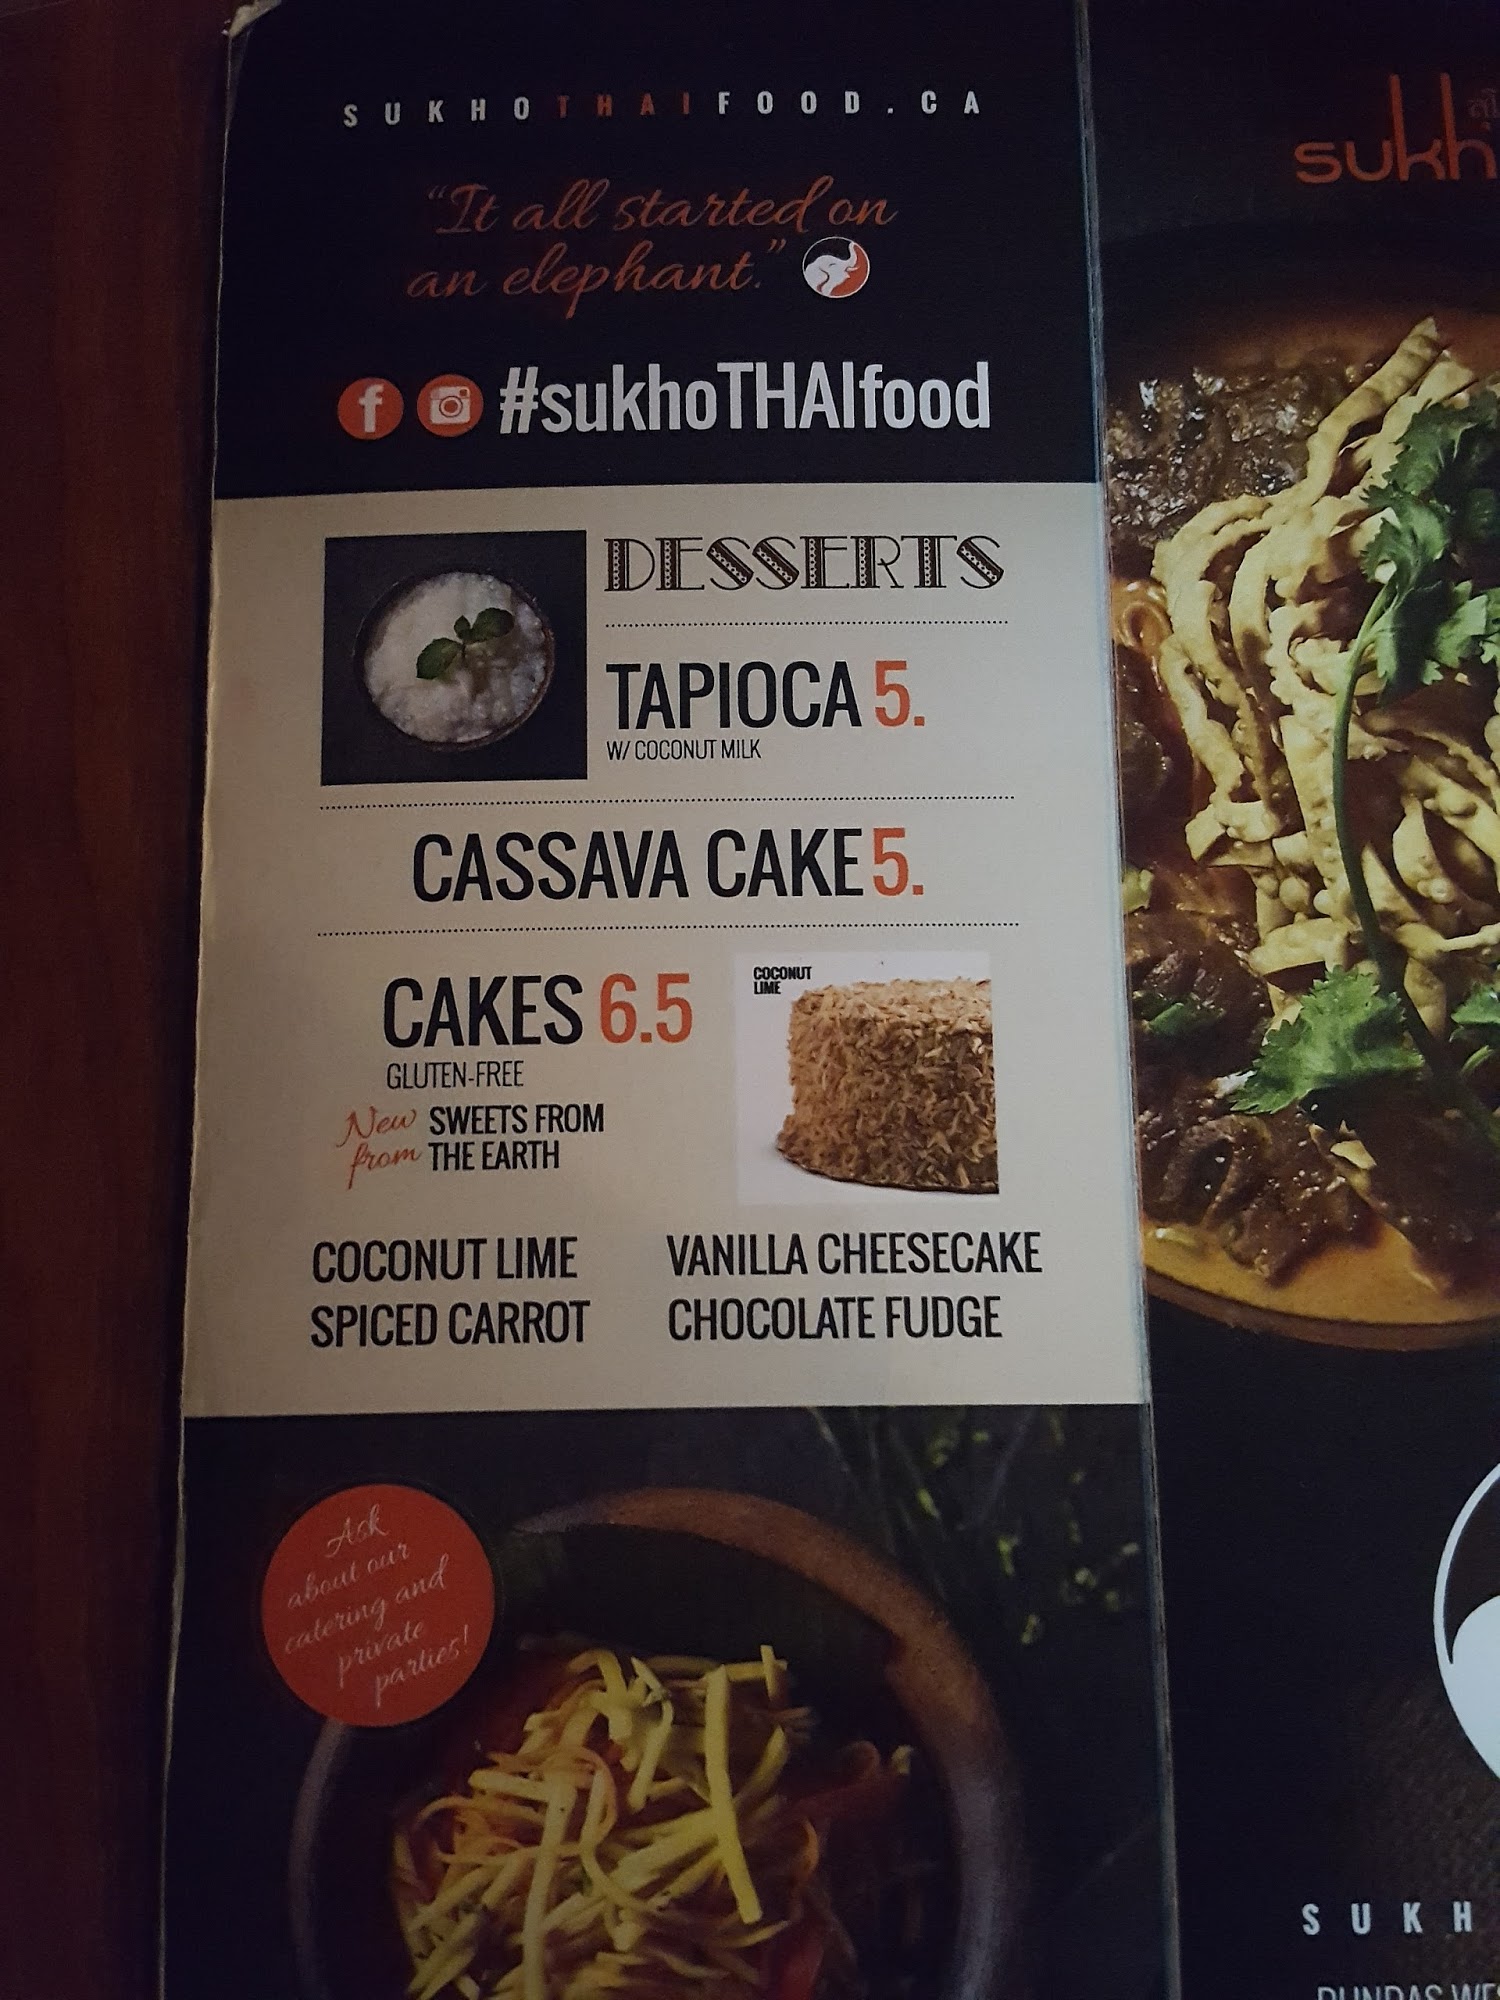 SUKHOTHAIFOOD.CA
“It all started on
an elephant.”
#sukhoTHAIfood
DESSERTS
TAPIOCA 5.
W/ COCONUT MILK
CASSAVA CAKE 5.
CAKES 6.5
GLUTEN-FREE
New from SWEETS FROM
THE EARTH
COCONUT
LIME
COCONUT LIME
SPICED CARROT
VANILLA CHEESECAKE
CHOCOLATE FUDGE
Ask
about our
catering and
private
parties!
sukh
SUKH
DUNDAS WES